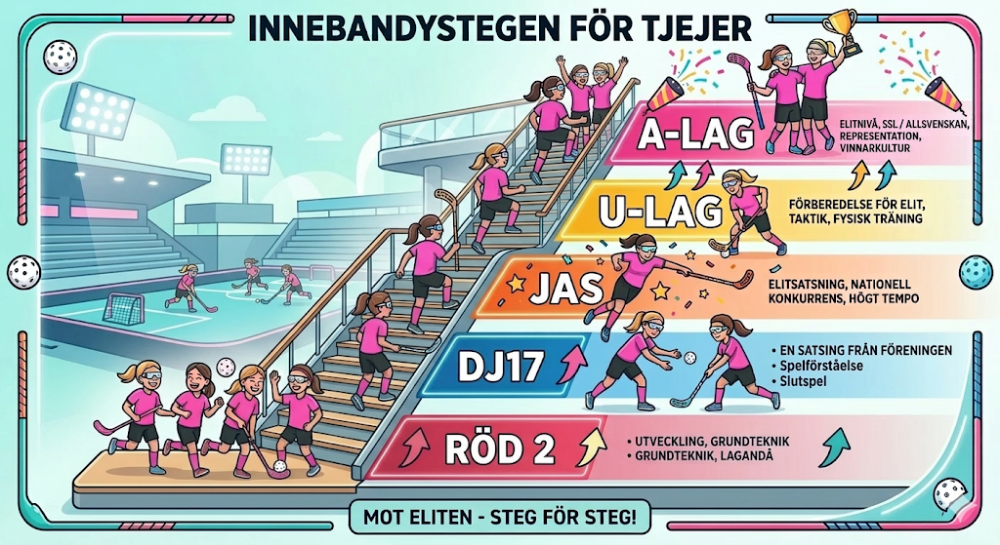 INNEBANDYSTEGEN FÖR TJEJER
A-LAG
ELITNIVÅ, SSL / ALLSVENSKAN,
REPRESENTATION,
VINNARKULTUR
U-LAG
FÖRBEREDELSE FÖR ELIT,
TAKTIK, FYSISK TRÄNING
JAS
ELITSATSNING, NATIONELL
KONKURRENS, HÖGT TEMPO
DJ17
• EN SATSING FRÅN FÖRENINGEN
• Spelförståelse
• Slutspel
RÖD 2
• UTVECKLING, GRUNDTEKNIK
• GRUNDTEKNIK, LAGANDÅ
MOT ELITEN - STEG FÖR STEG!